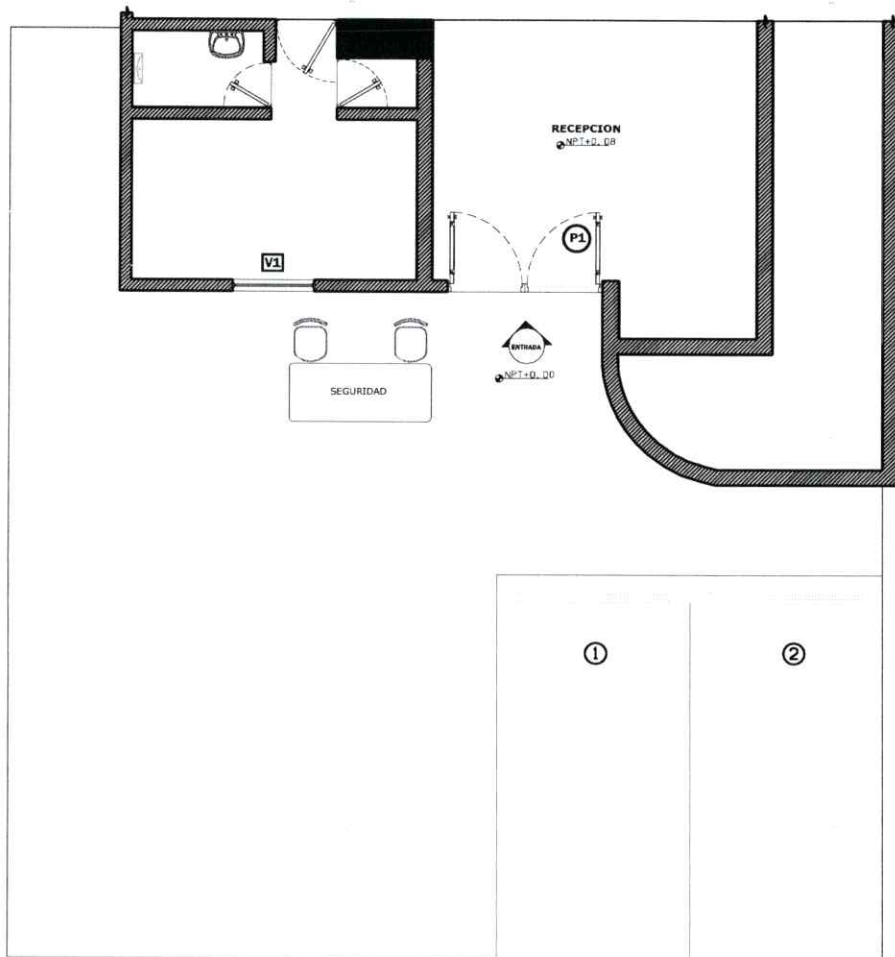 RECEPCION
NPT+0.08
P1
V1
ENTRADA
NPT+0.00
SEGURIDAD
1
2